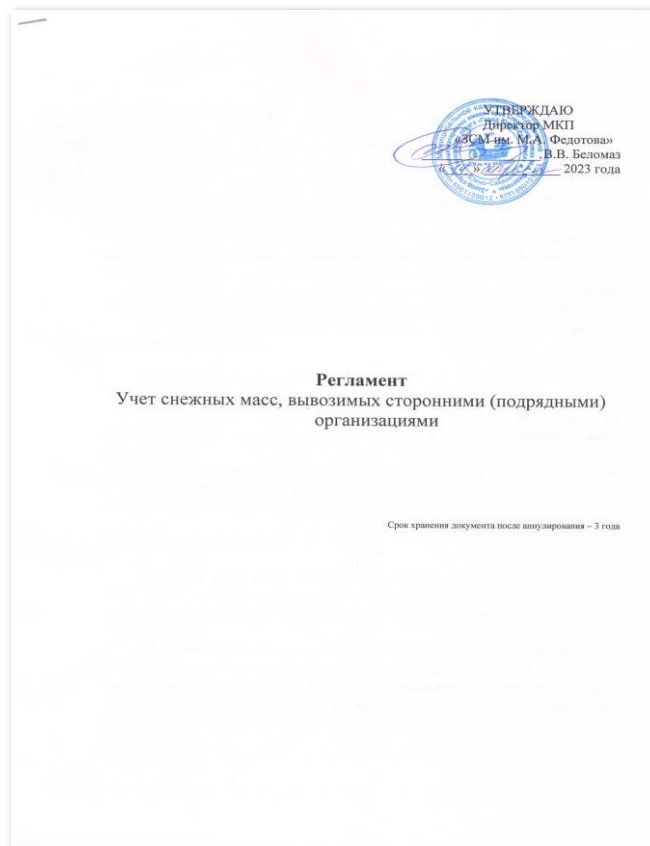 УТВЕРЖДАЮ
Директор МКП
«ЗСМ им. М.А. Федотова»
В.В. Беломаз
« » 2023 года
Регламент
Учет снежных масс, вывозимых сторонними (подрядными)
организациями
Срок хранения документа после аннулирования – 3 года